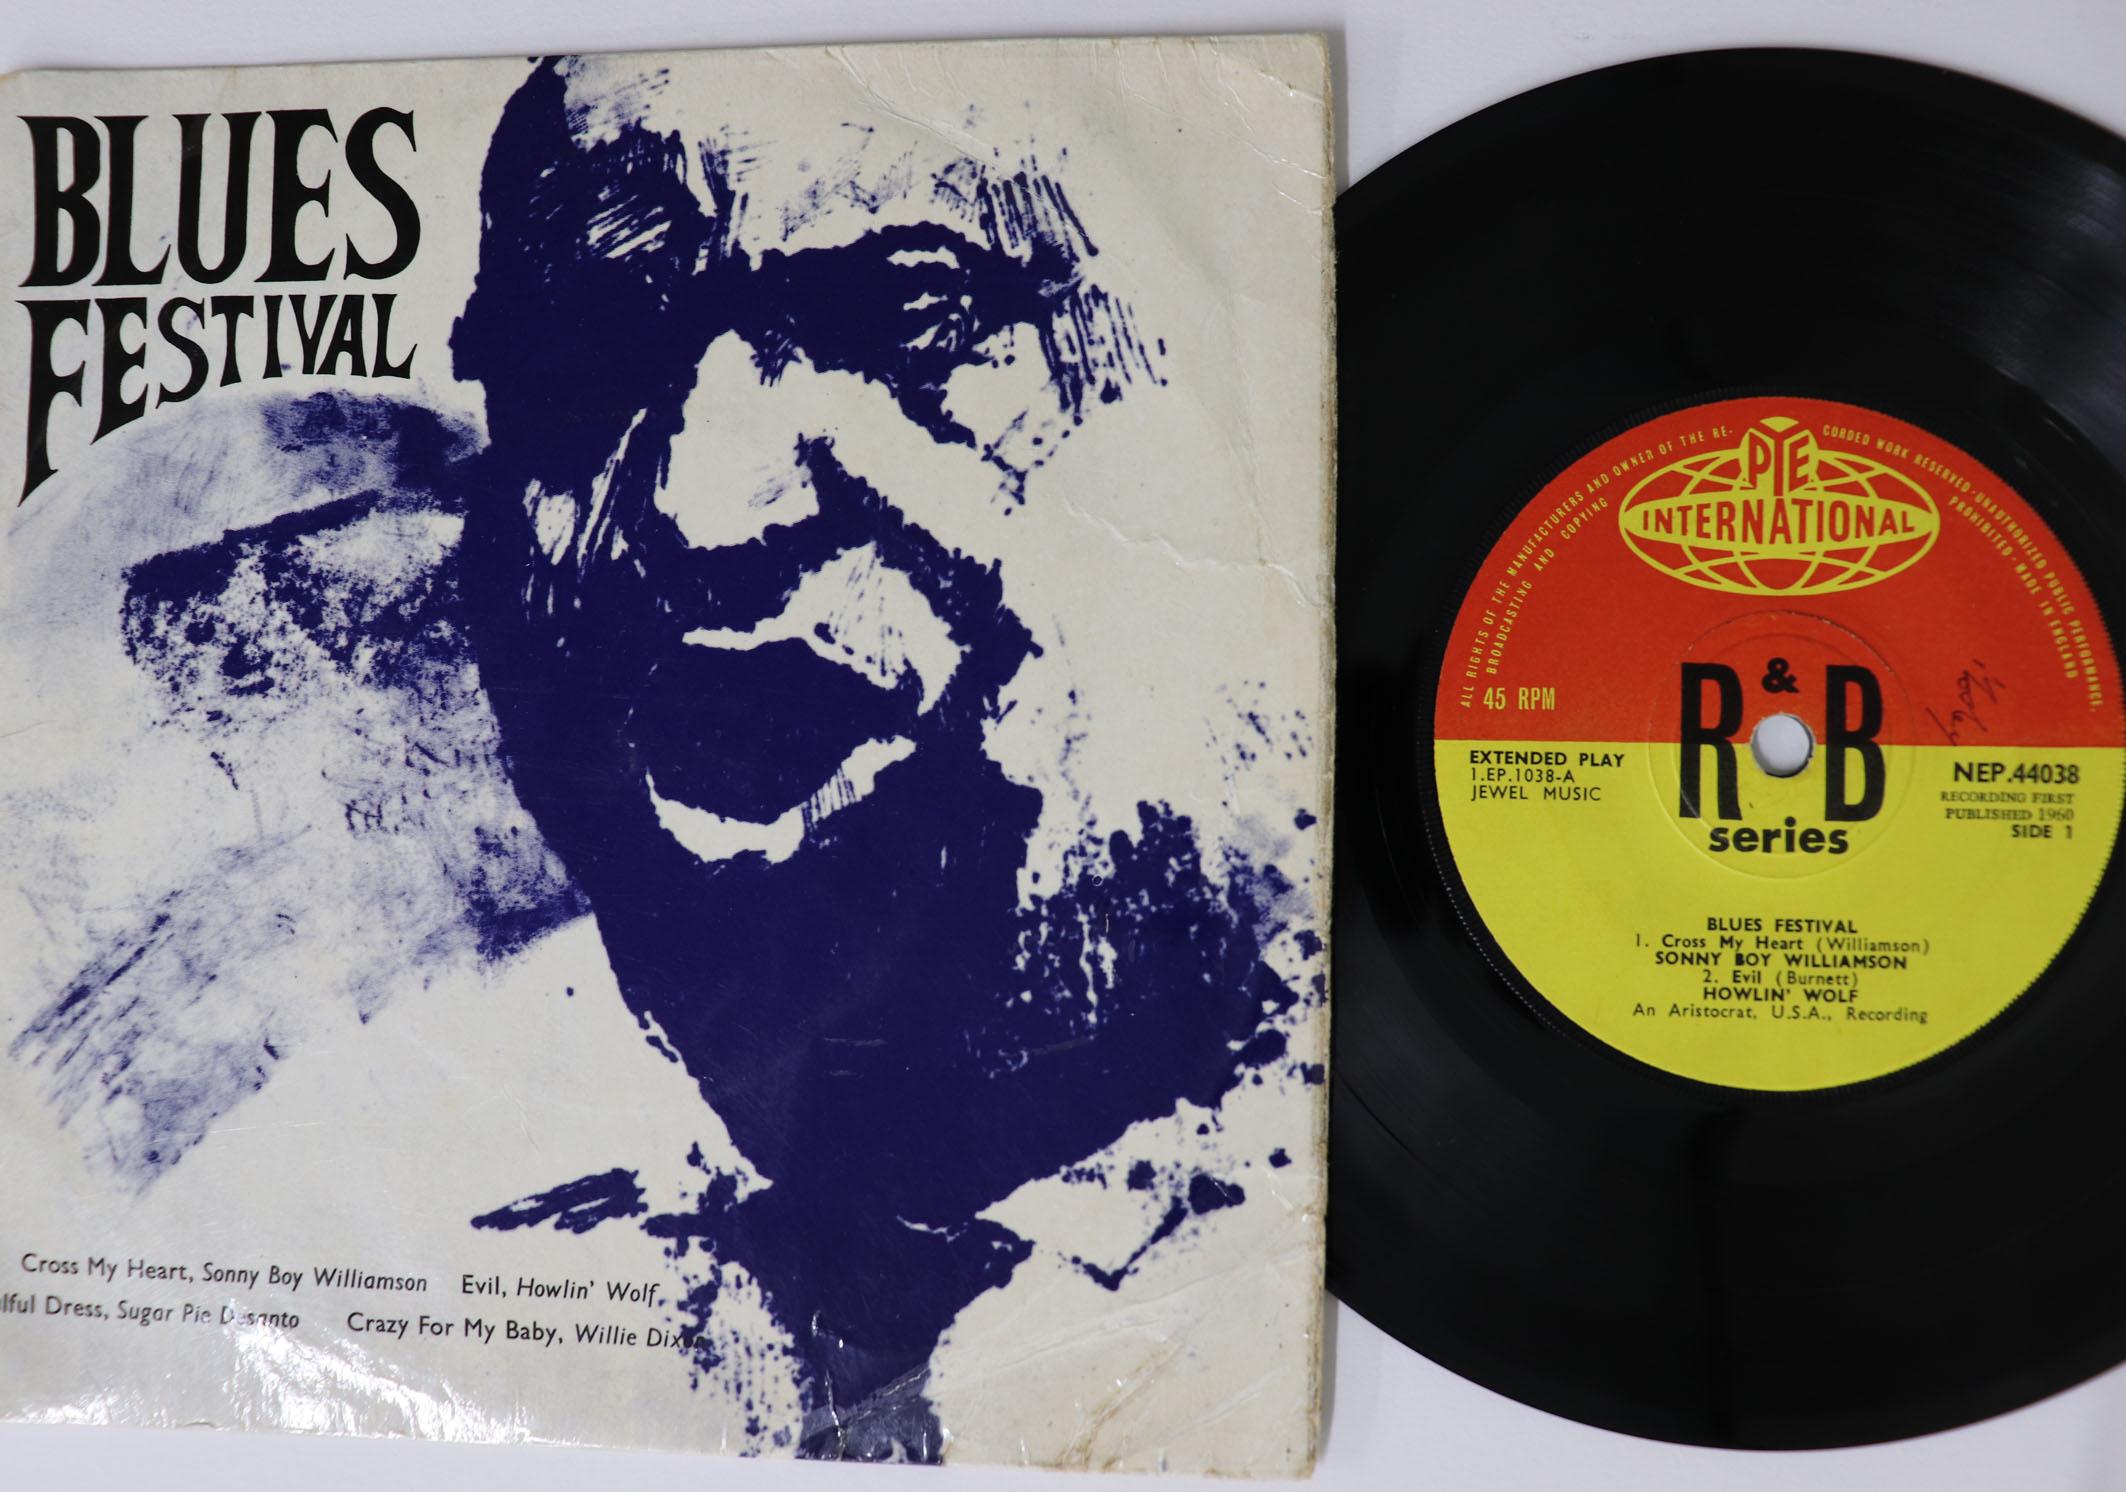 BLUES
FESTIVAL
Cross My Heart, Sonny Boy Williamson Evil, Howlin' Wolf
lful Dress, Sugar Pie Desanto Crazy For My Baby, Willie Dixon
ALL RIGHTS OF THE MANUFACTURERS AND OWNER OF THE RE-CORDED WORK RESERVED·UNAUTHORIZED PUBLIC PERFORMANCE,
BROADCASTING AND COPYING PROHIBITED·MADE IN ENGLAND
PYE
INTERNATIONAL
45 RPM
R & B
series
EXTENDED PLAY
1.EP.1038-A
JEWEL MUSIC
NEP.44038
RECORDING FIRST
PUBLISHED 1960
SIDE 1
BLUES FESTIVAL
1. Cross My Heart (Williamson)
SONNY BOY WILLIAMSON
2. Evil (Burnett)
HOWLIN' WOLF
An Aristocrat, U.S.A., Recording